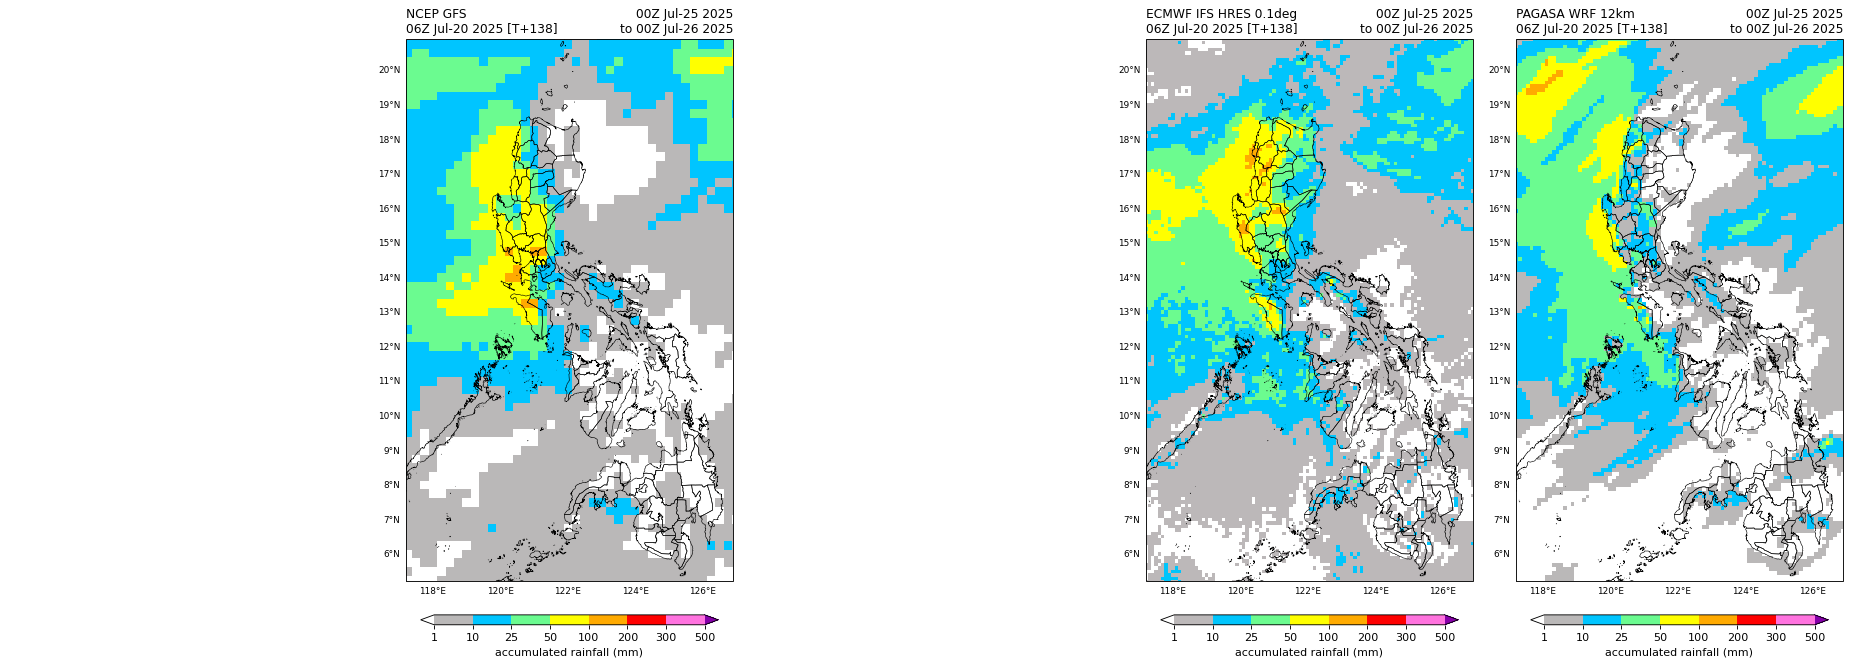 NCEP GFS 00Z Jul-25 2025
06Z Jul-20 2025 [T+138] to 00Z Jul-26 2025
20°N
19°N
18°N
17°N
16°N
15°N
14°N
13°N
12°N
11°N
10°N
9°N
8°N
7°N
6°N
118°E 120°E 122°E 124°E 126°E
1 10 25 50 100 200 300 500
accumulated rainfall (mm)
ECMWF IFS HRES 0.1deg 00Z Jul-25 2025
06Z Jul-20 2025 [T+138] to 00Z Jul-26 2025
20°N
19°N
18°N
17°N
16°N
15°N
14°N
13°N
12°N
11°N
10°N
9°N
8°N
7°N
6°N
118°E 120°E 122°E 124°E 126°E
1 10 25 50 100 200 300 500
accumulated rainfall (mm)
PAGASA WRF 12km 00Z Jul-25 2025
06Z Jul-20 2025 [T+138] to 00Z Jul-26 2025
20°N
19°N
18°N
17°N
16°N
15°N
14°N
13°N
12°N
11°N
10°N
9°N
8°N
7°N
6°N
118°E 120°E 122°E 124°E 126°E
1 10 25 50 100 200 300 500
accumulated rainfall (mm)